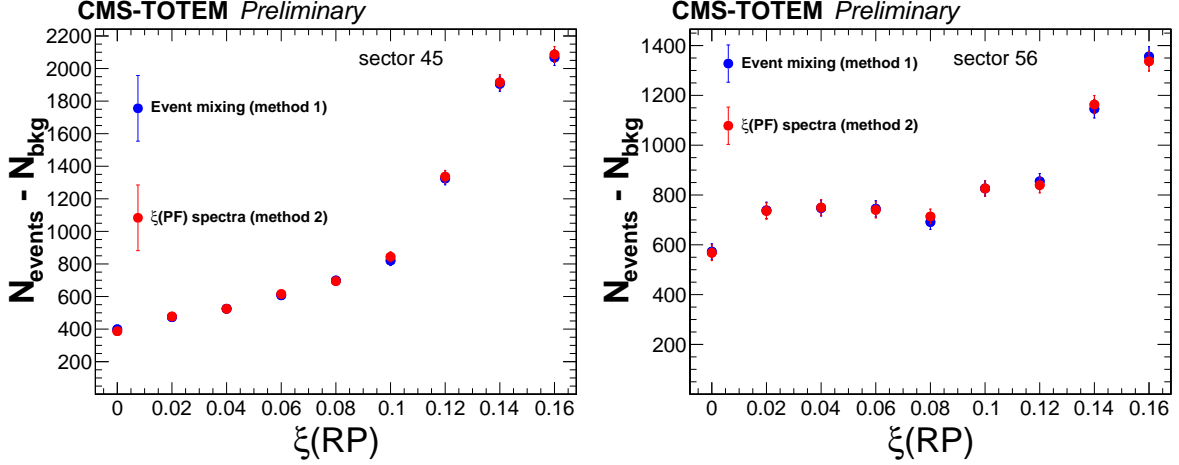 CMS-TOTEM Preliminary
sector 45
Event mixing (method 1)
ξ(PF) spectra (method 2)
N_events - N_bkg
2200
2000
1800
1600
1400
1200
1000
800
600
400
200
0 0.02 0.04 0.06 0.08 0.1 0.12 0.14 0.16
ξ(RP)
CMS-TOTEM Preliminary
sector 56
Event mixing (method 1)
ξ(PF) spectra (method 2)
N_events - N_bkg
1400
1200
1000
800
600
400
200
0 0.02 0.04 0.06 0.08 0.1 0.12 0.14 0.16
ξ(RP)